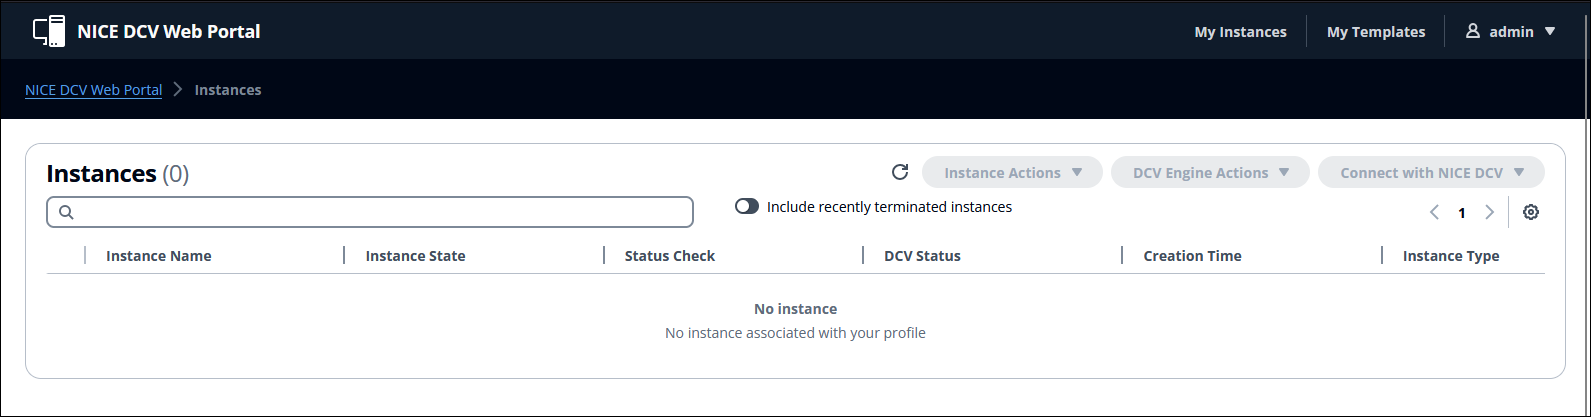 NICE DCV Web Portal
My Instances
My Templates
admin
NICE DCV Web Portal
Instances
Instances (0)
Instance Actions
DCV Engine Actions
Connect with NICE DCV
Include recently terminated instances
1
Instance Name
Instance State
Status Check
DCV Status
Creation Time
Instance Type
No instance
No instance associated with your profile